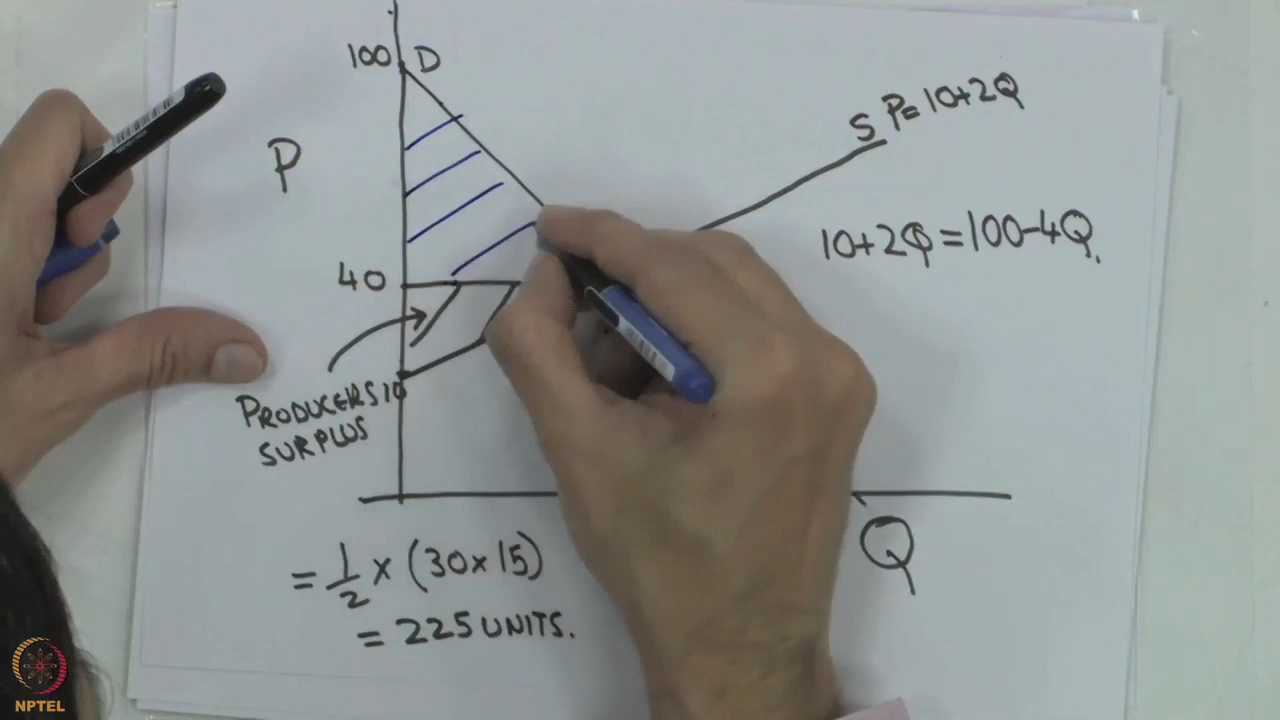 100 D
P
S P=10+2Q
10+2Q=100-4Q.
40
PRODUCERS 10
SURPLUS
Q
= 1/2 x (30x15)
= 225 UNITS.
NPTEL